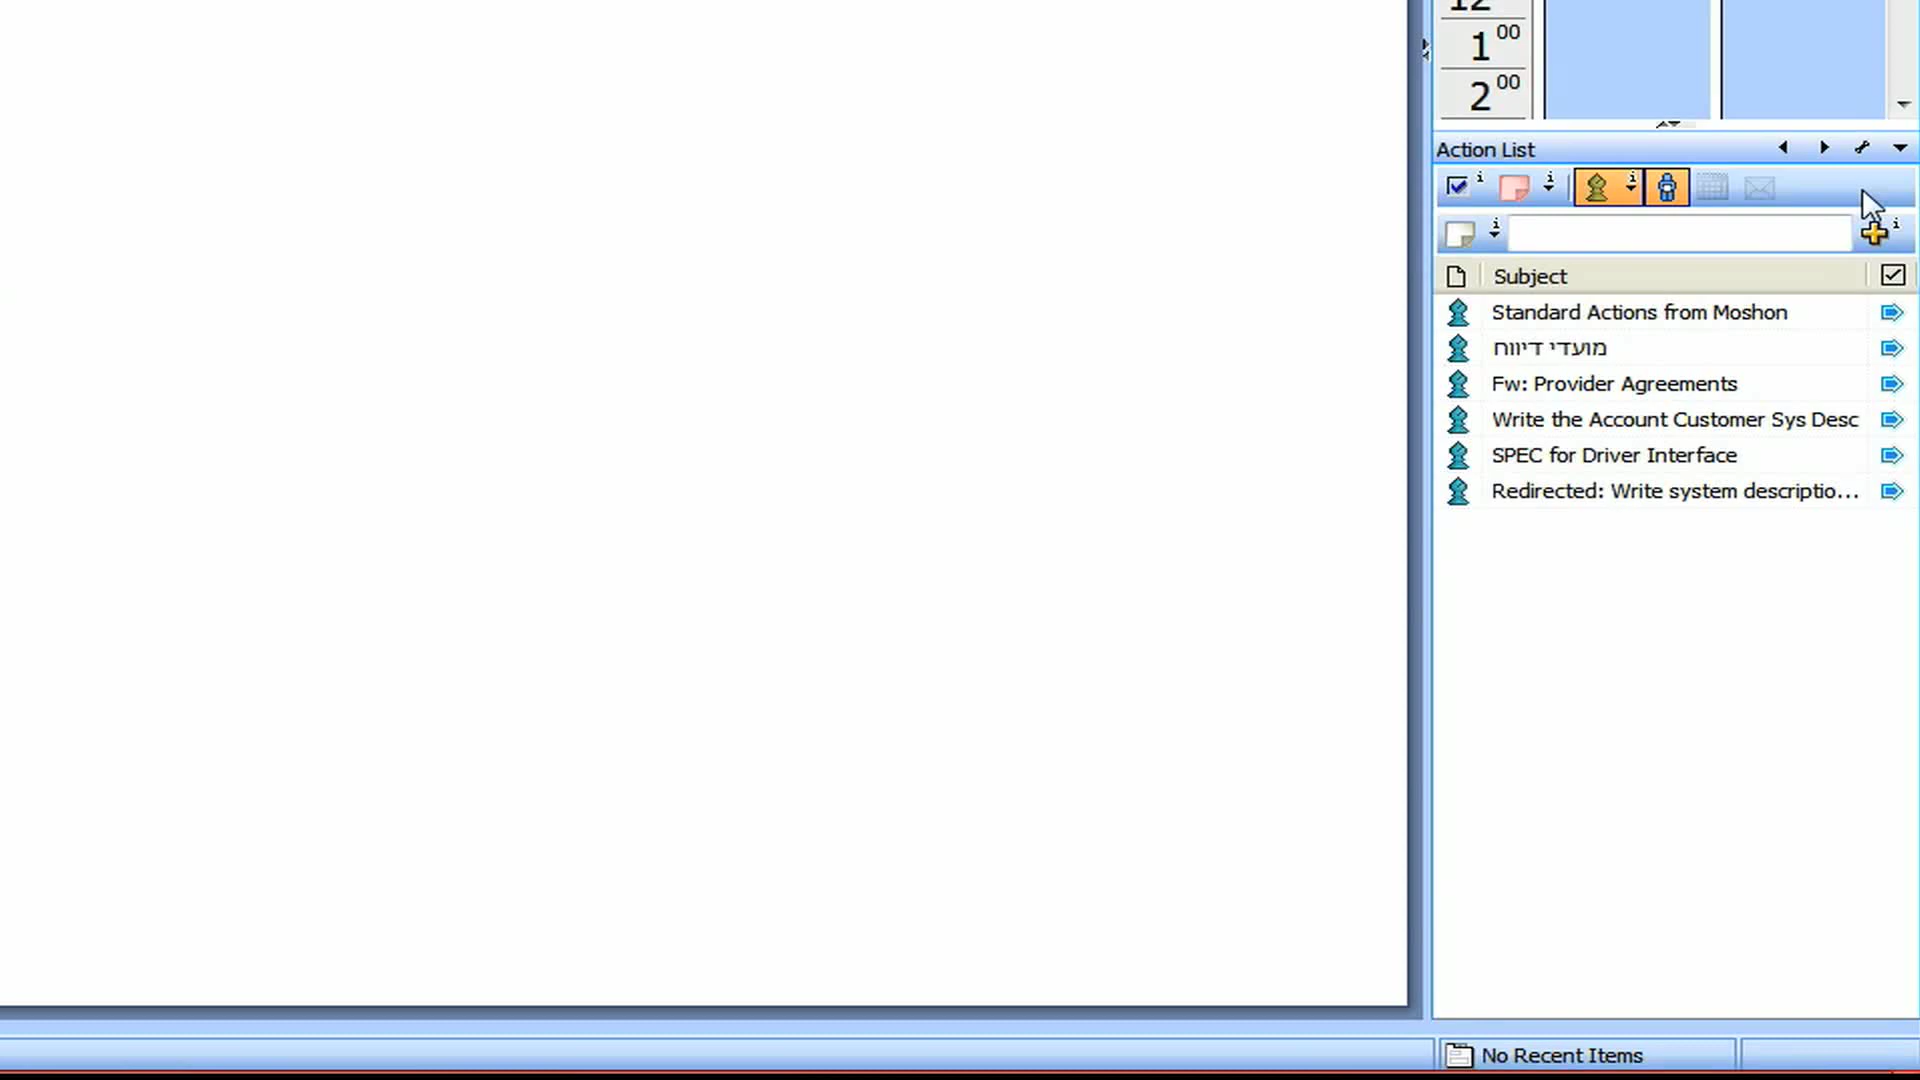 12
1 00
2 00
Action List
Subject
Standard Actions from Moshon
מועדי דיווח
Fw: Provider Agreements
Write the Account Customer Sys Desc
SPEC for Driver Interface
Redirected: Write system descriptio...
No Recent Items